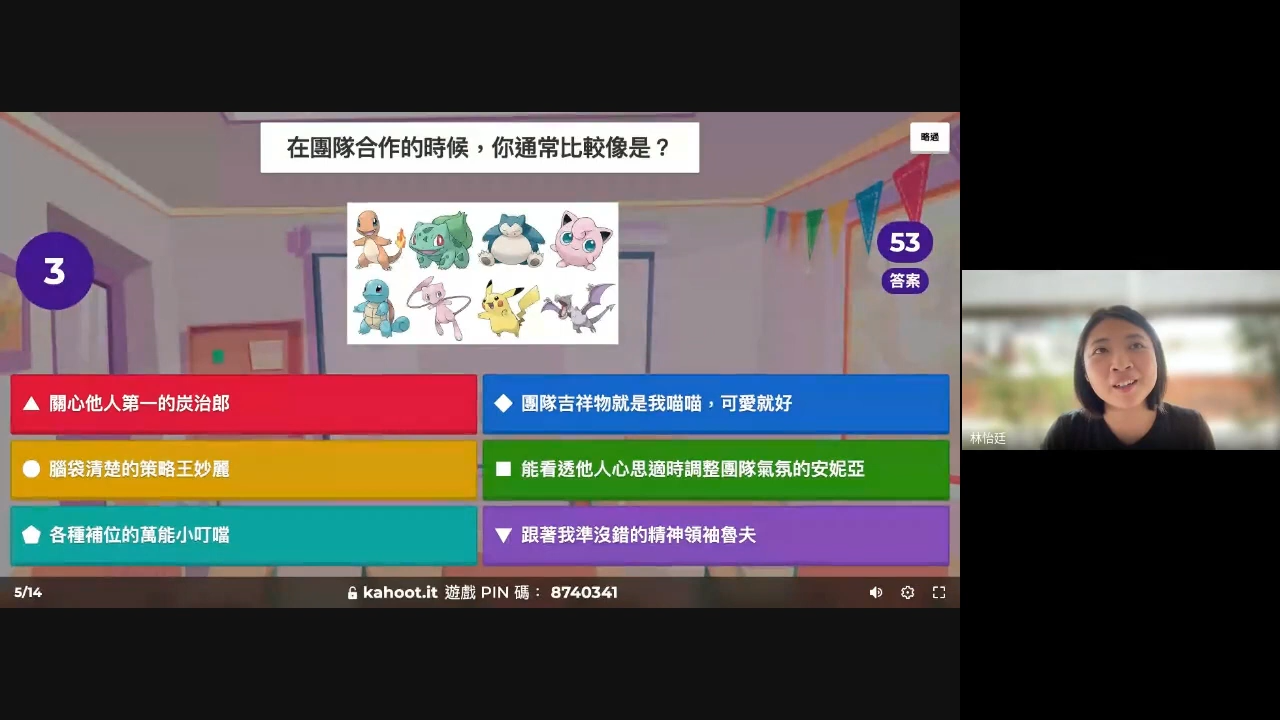 在團隊合作的時候，你通常比較像是？
略過
3
53
答案
關心他人第一的炭治郎
團隊吉祥物就是我喵喵，可愛就好
腦袋清楚的策略王妙麗
能看透他人心思適時調整團隊氣氛的安妮亞
各種補位的萬能小叮噹
跟著我準沒錯的精神領袖魯夫
5/14
kahoot.it 遊戲 PIN 碼： 8740341
林怡廷